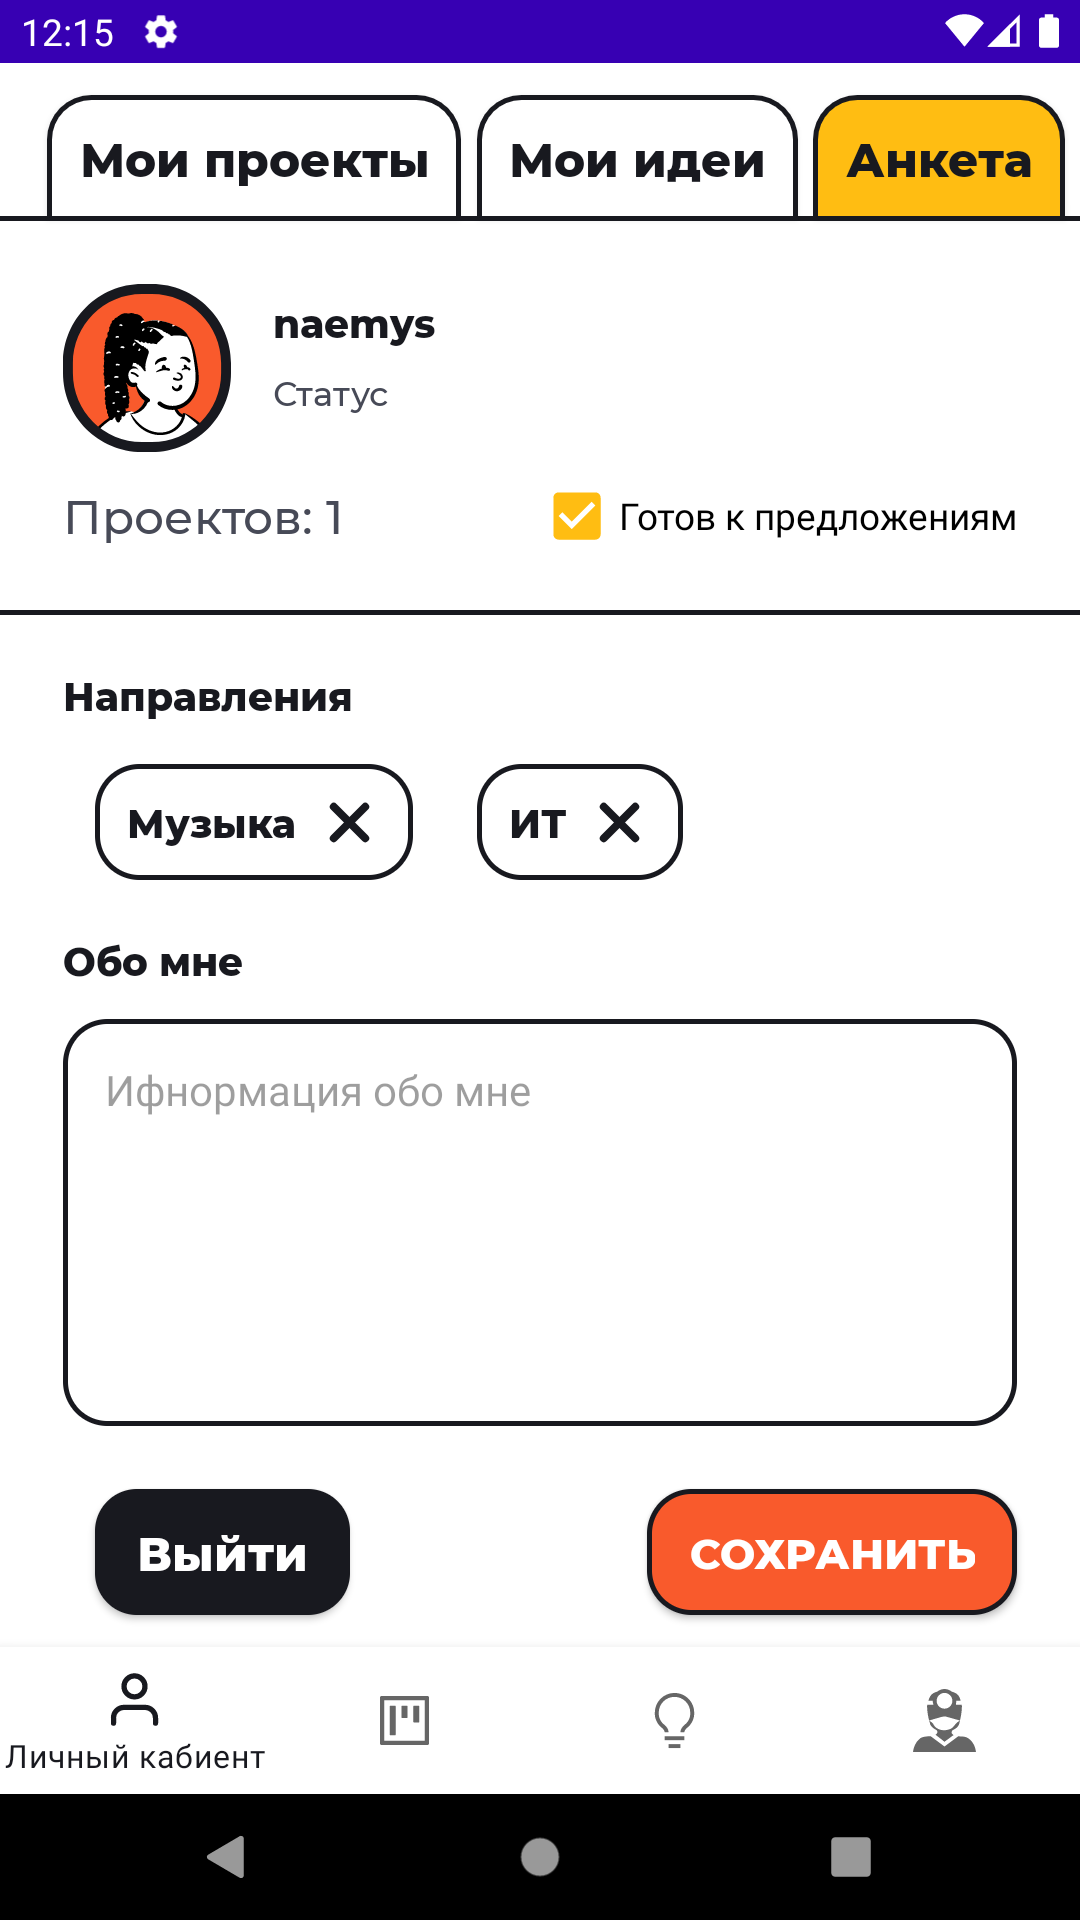 12:15
Мои проекты Мои идеи Анкета
naemys
Статус
Проектов: 1 Готов к предложениям
Направления
Музыка ИТ
Обо мне
Ифнормация обо мне
Выйти СОХРАНИТЬ
Личный кабиент